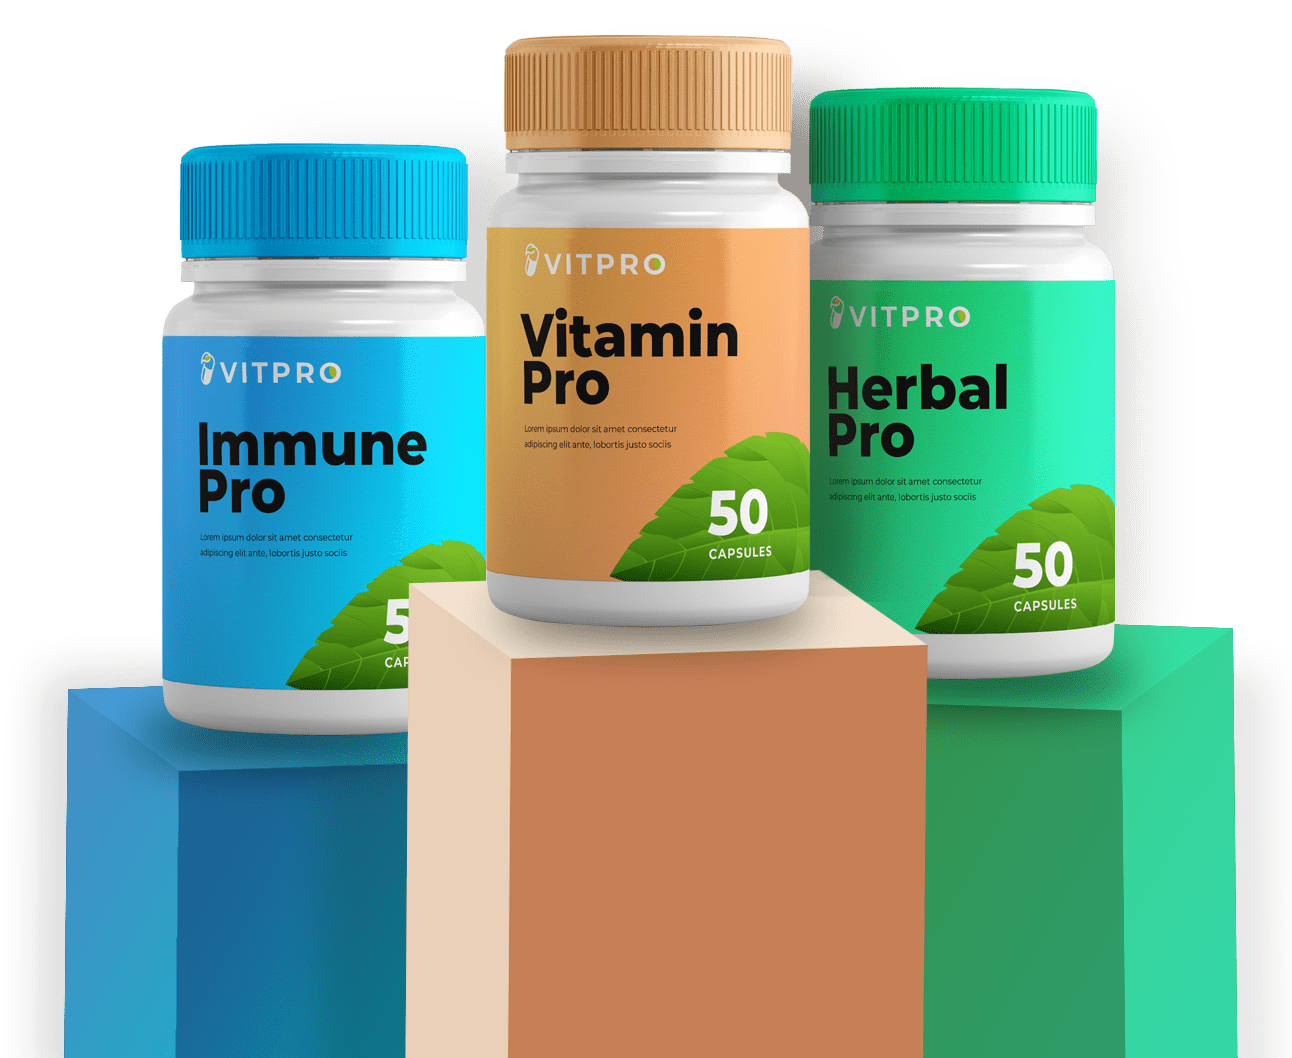 VITPRO
Immune
Pro
Lorem ipsum dolor sit amet consectetur
adipiscing elit ante, lobortis justo sociis
5
CAP
VITPRO
Vitamin
Pro
Lorem ipsum dolor sit amet consectetur
adipiscing elit ante, lobortis justo sociis
50
CAPSULES
VITPRO
Herbal
Pro
Lorem ipsum dolor sit amet consectetur
adipiscing elit ante, lobortis justo sociis
50
CAPSULES